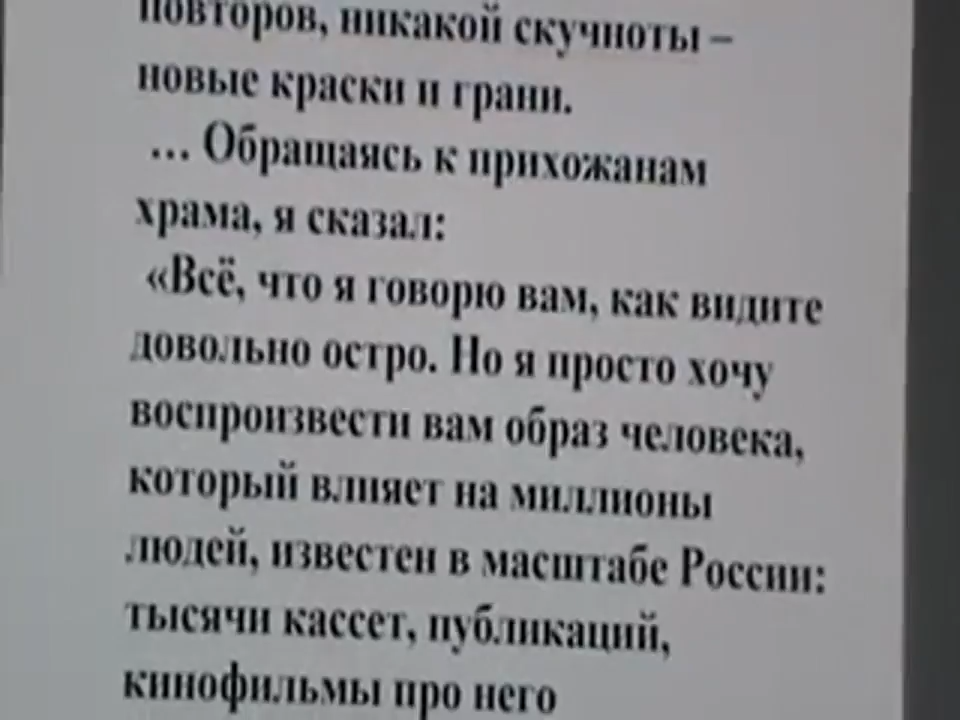 повторов, никакой скучноты –
новые краски и грани.
... Обращаясь к прихожанам
храма, я сказал:
«Всё, что я говорю вам, как видите
довольно остро. Но я просто хочу
воспроизвести вам образ человека,
который влияет на миллионы
людей, известен в масштабе России:
тысячи кассет, публикаций,
кинофильмы про него